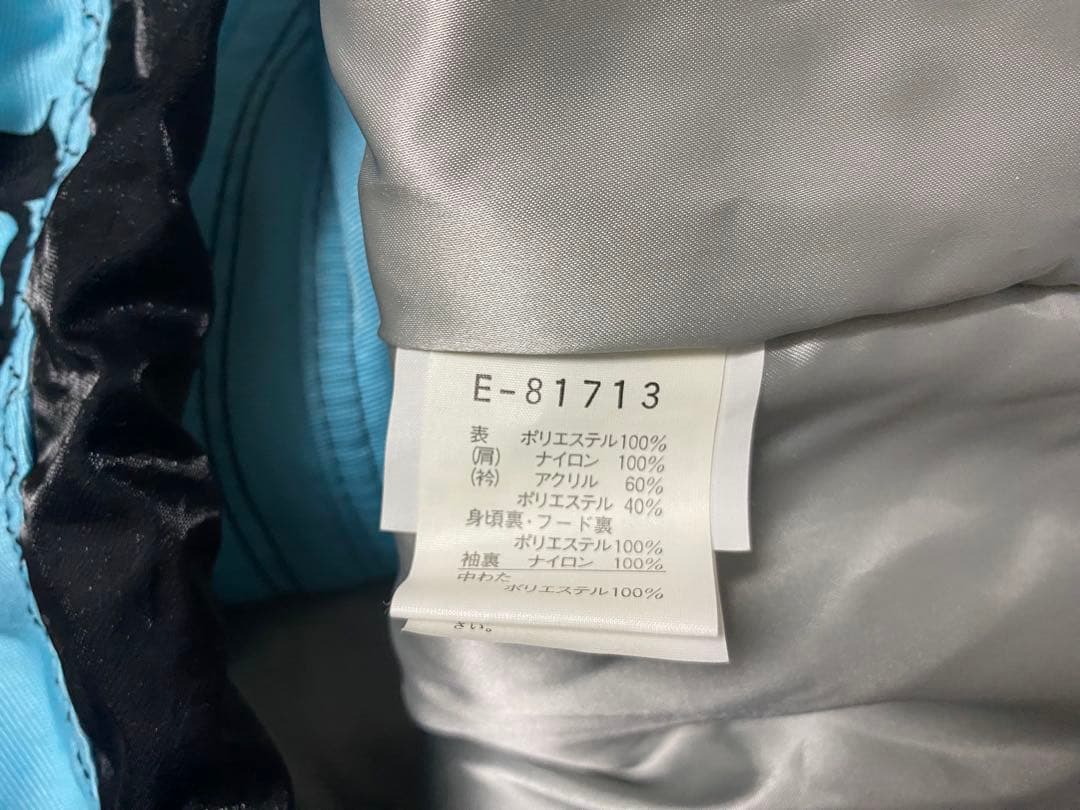 E-81713
表 ポリエステル100%
(肩) ナイロン 100%
(衿) アクリル 60%
ポリエステル 40%
身頃裏・フード裏
ポリエステル100%
袖裏 ナイロン 100%
中わた
ポリエステル100%
さい。